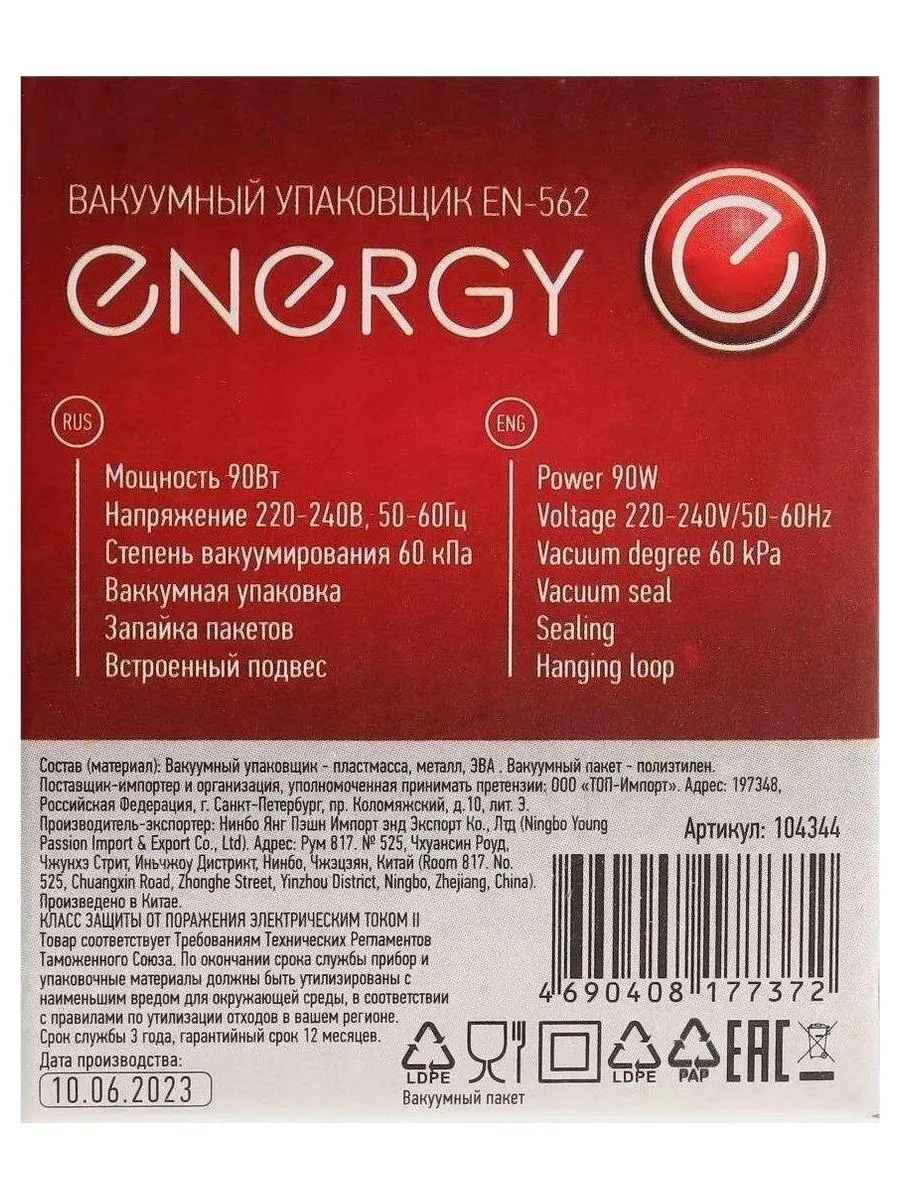 ВАКУУМНЫЙ УПАКОВЩИК EN-562
eNeRGY
e
RUS
Мощность 90Вт
Напряжение 220-240В, 50-60Гц
Степень вакуумирования 60 кПа
Ваккумная упаковка
Запайка пакетов
Встроенный подвес
ENG
Power 90W
Voltage 220-240V/50-60Hz
Vacuum degree 60 kPa
Vacuum seal
Sealing
Hanging loop
Состав (материал): Вакуумный упаковщик - пластмасса, металл, ЭВА . Вакуумный пакет - полиэтилен.
Поставщик-импортер и организация, уполномоченная принимать претензии: ООО «ТОП-Импорт». Адрес: 197348,
Российская Федерация, г. Санкт-Петербург, пр. Коломяжский, д.10, лит. Э.
Производитель-экспортер: Нинбо Янг Пэшн Импорт энд Экспорт Ко., Лтд (Ningbo Young
Passion Import & Export Co., Ltd). Адрес: Рум 817. № 525, Чхуансин Роуд,
Чжунхэ Стрит, Иньчжоу Дистрикт, Нинбо, Чжэцзян, Китай (Room 817. No.
525, Chuangxin Road, Zhonghe Street, Yinzhou District, Ningbo, Zhejiang, China).
Произведено в Китае.
КЛАСС ЗАЩИТЫ ОТ ПОРАЖЕНИЯ ЭЛЕКТРИЧЕСКИМ ТОКОМ II
Товар соответствует Требованиям Технических Регламентов
Таможенного Союза. По окончании срока службы прибор и
упаковочные материалы должны быть утилизированы с
наименьшим вредом для окружающей среды, в соответствии
с правилами по утилизации отходов в вашем регионе.
Срок службы 3 года, гарантийный срок 12 месяцев.
Дата производства:
10.06.2023
Артикул: 104344
4 690408 177372
LDPE
Вакуумный пакет
LDPE
PAP
EAC